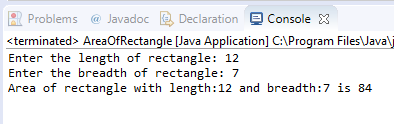 Problems @ Javadoc Declaration Console
<terminated> AreaOfRectangle [Java Application] C:\Program Files\Java\j
Enter the length of rectangle: 12
Enter the breadth of rectangle: 7
Area of rectangle with length:12 and breadth:7 is 84